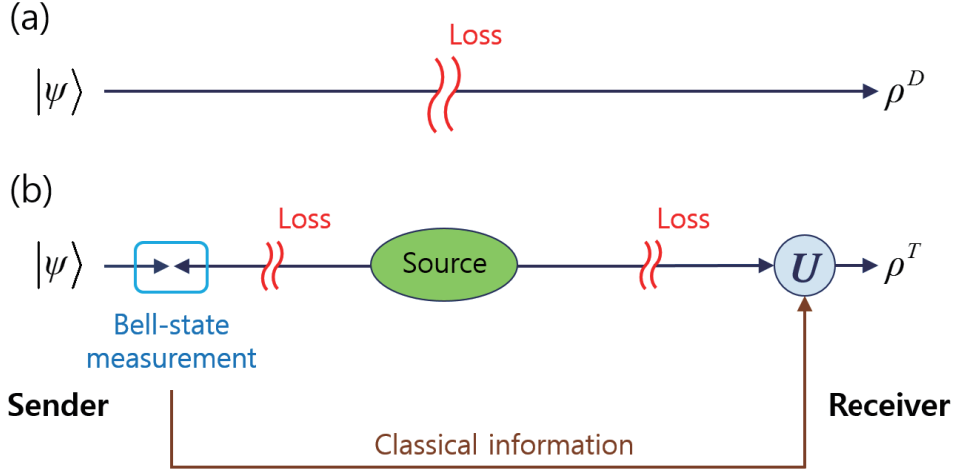 (a)
Loss
|ψ⟩
ρ^D
(b)
Loss
Loss
|ψ⟩
Source
U
ρ^T
Bell-state
measurement
Sender
Receiver
Classical information